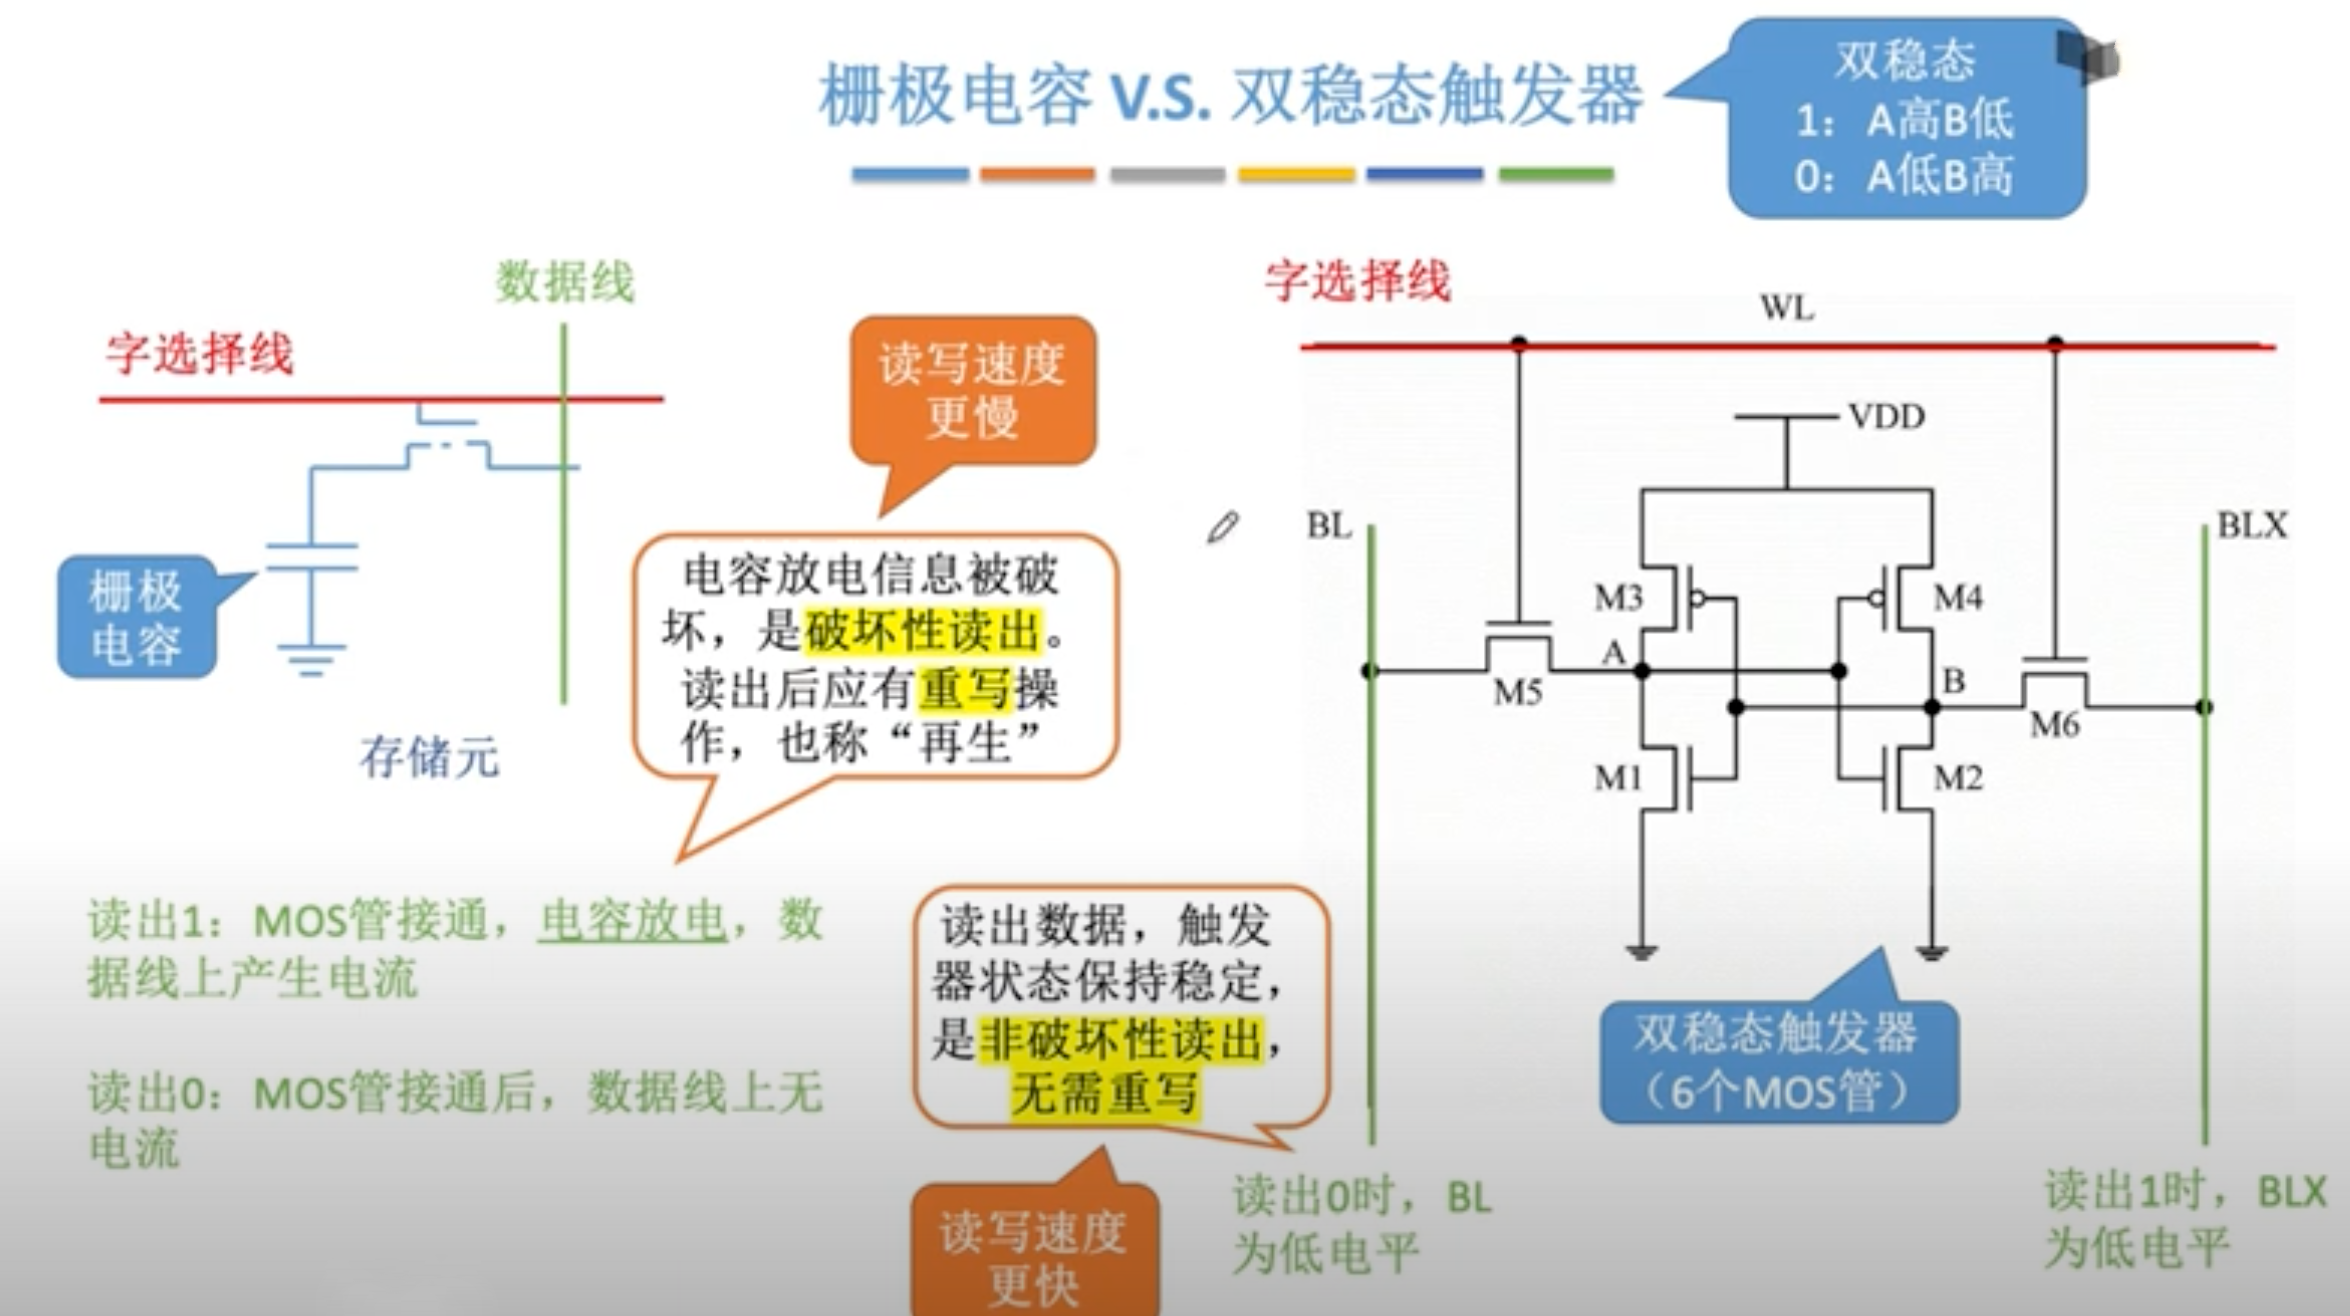 栅极电容 V.S. 双稳态触发器
双稳态
1：A高B低
0：A低B高
数据线
字选择线
栅极
电容
存储元
读写速度
更慢
电容放电信息被破
坏，是破坏性读出。
读出后应有重写操
作，也称“再生”
读出1：MOS管接通，电容放电，数
据线上产生电流
读出0：MOS管接通后，数据线上无
电流
读出数据，触发
器状态保持稳定，
是非破坏性读出，
无需重写
读写速度
更快
字选择线
WL
VDD
BL
BLX
M3
M4
A
M5
B
M6
M1
M2
双稳态触发器
（6个MOS管）
读出0时，BL
为低电平
读出1时，BLX
为低电平